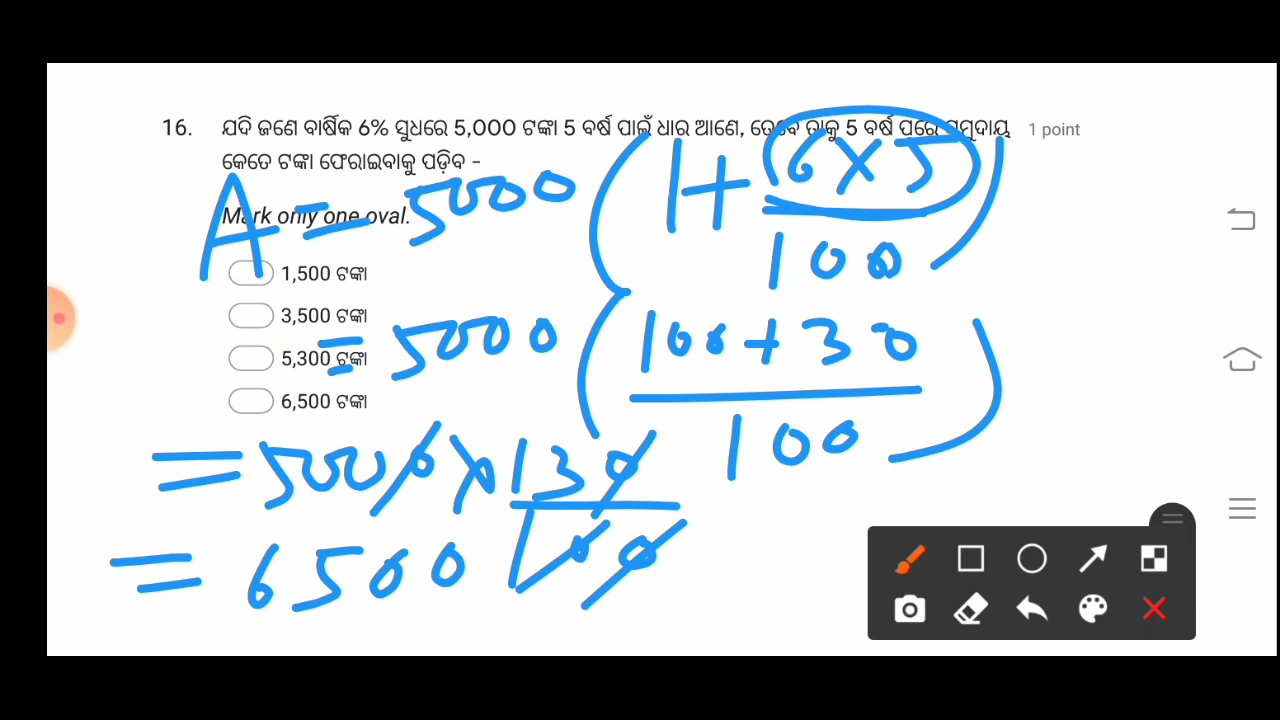 16. ଯଦି ଜଣେ ବାର୍ଷିକ 6% ସୁଧରେ 5,000 ଟଙ୍କା 5 ବର୍ଷ ପାଇଁ ଧାର ଆଣେ, ତେବେ ତାକୁ 5 ବର୍ଷ ପରେ ସମୁଦାୟ 1 point
କେତେ ଟଙ୍କା ଫେରାଇବାକୁ ପଡ଼ିବ -
Mark only one oval.
1,500 ଟଙ୍କା
3,500 ଟଙ୍କା
5,300 ଟଙ୍କା
6,500 ଟଙ୍କା
A = 5000 (1 + 6 × 5 / 100)
= 5000 (100 + 30 / 100)
= 5000 × 130 / 100
= 6500